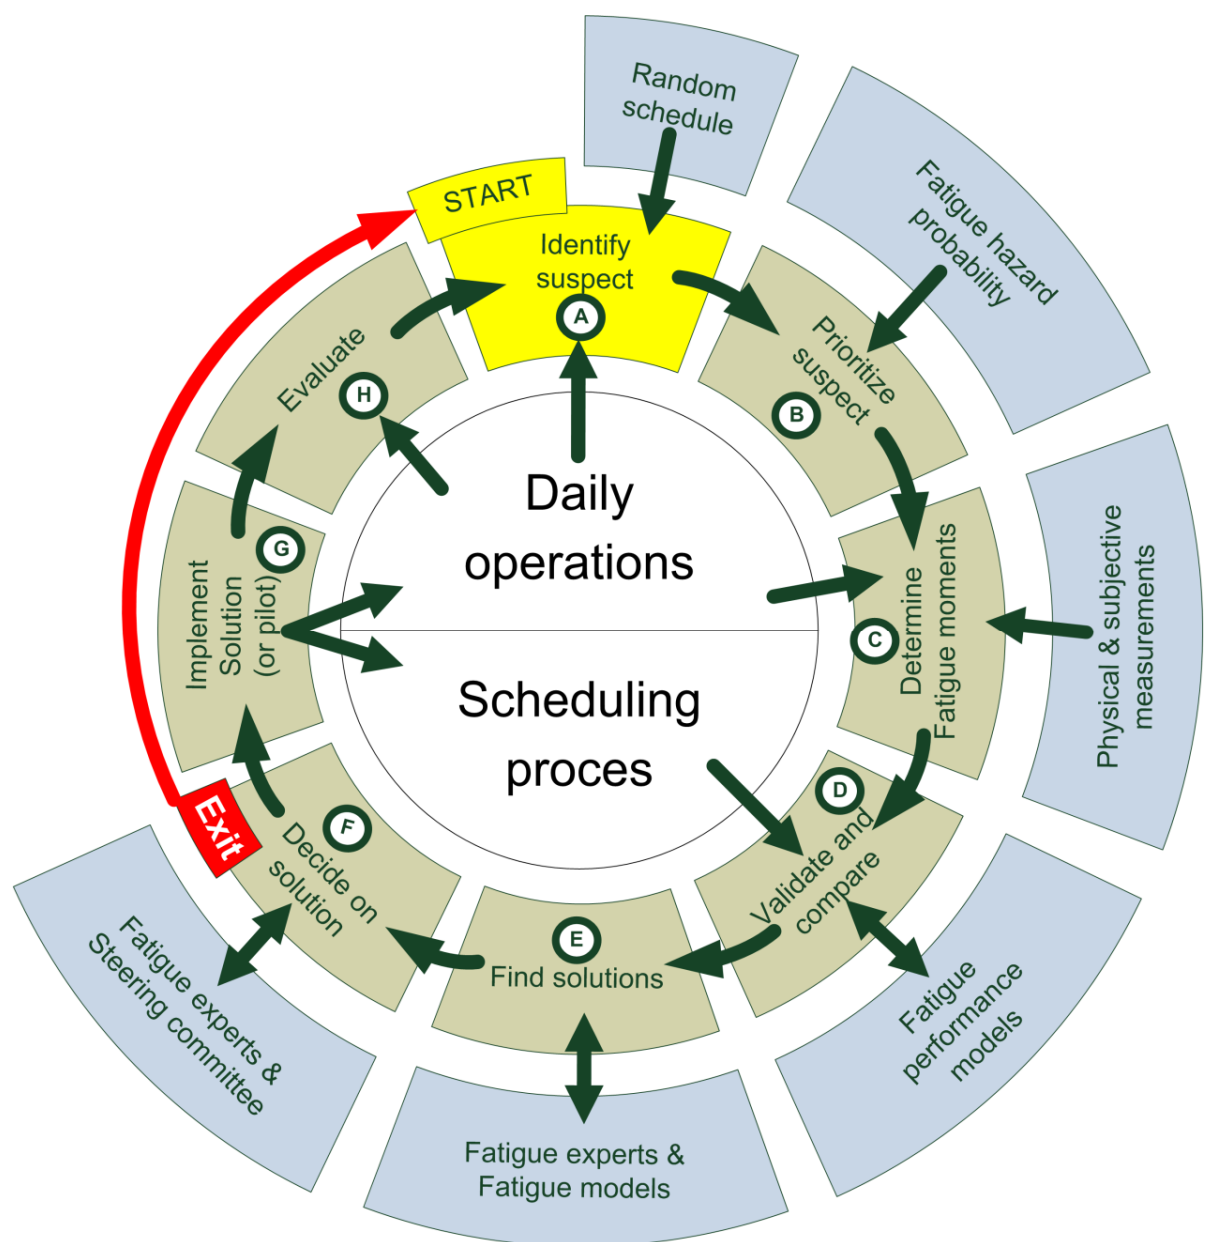 Random
schedule
START
Identify
suspect
A
Fatigue hazard
probability
Prioritize
suspect
B
Physical & subjective
measurements
Determine
Fatigue moments
C
Fatigue
performance
models
D
Validate and
compare
E
Find solutions
Fatigue experts &
Fatigue models
F
Decide on
solution
Exit
Fatigue experts &
Steering committee
G
Implement
Solution
(or pilot)
Evaluate
H
Daily
operations
Scheduling
proces